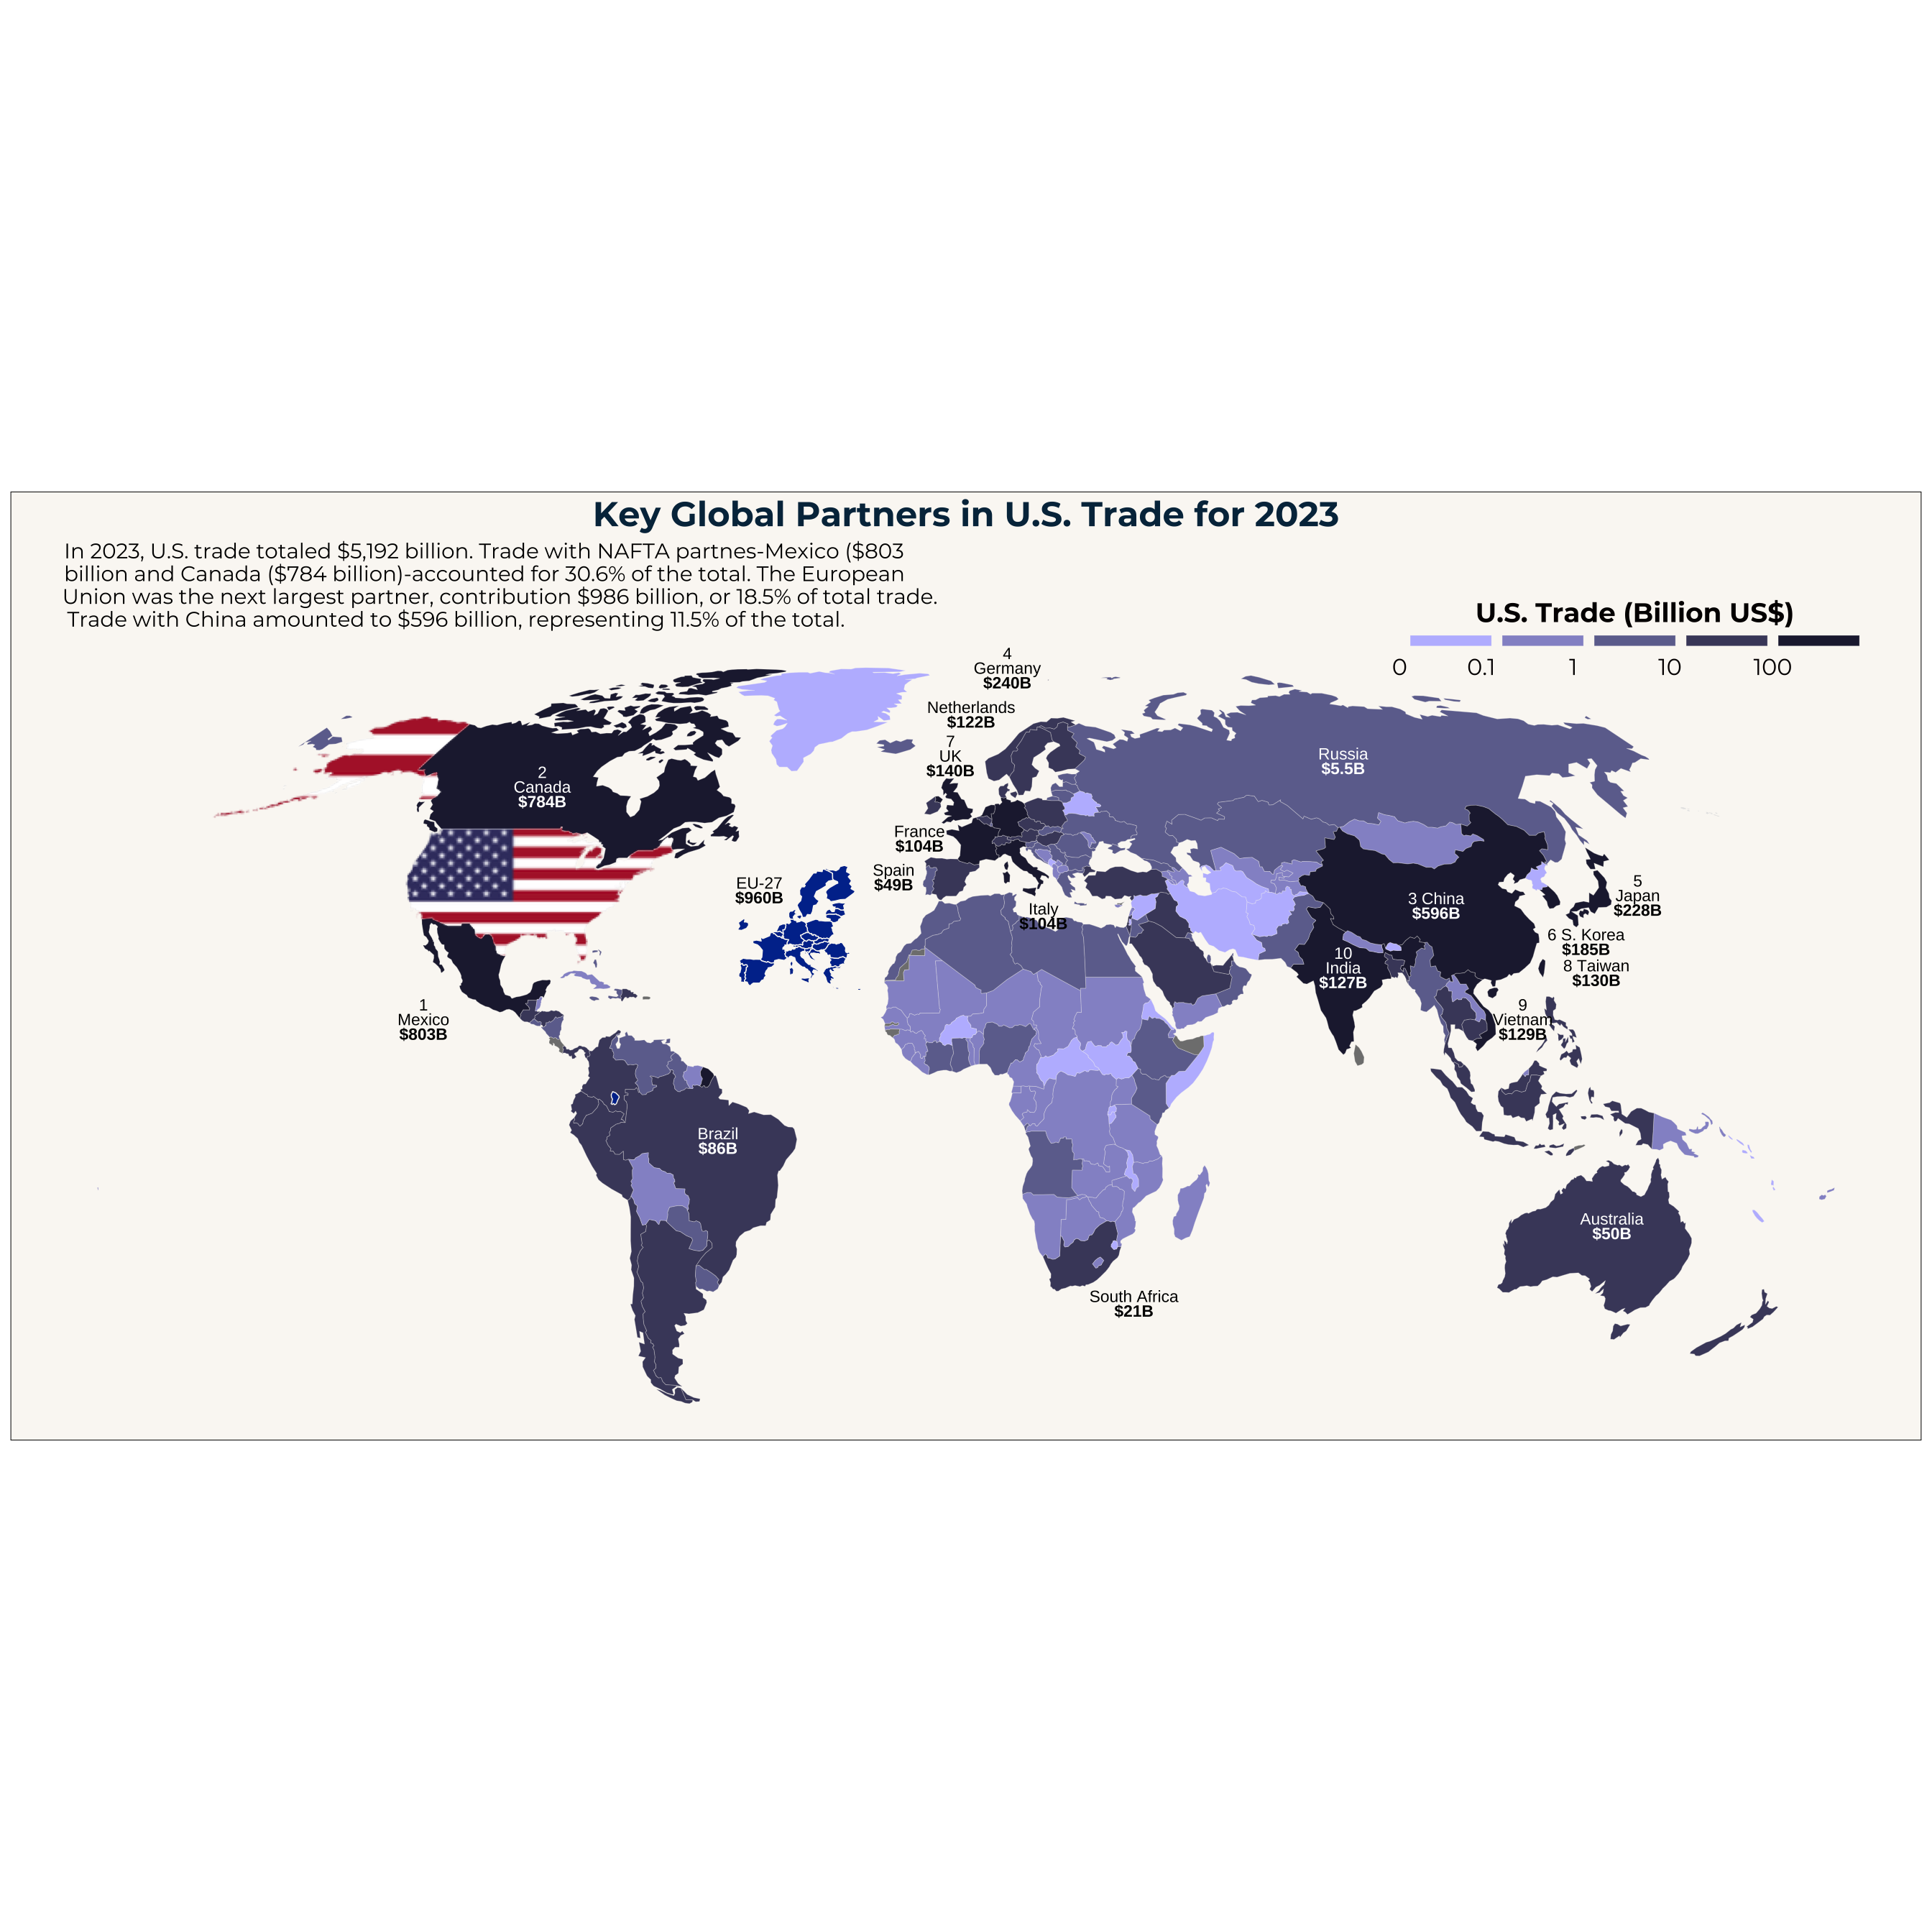 Key Global Partners in U.S. Trade for 2023
In 2023, U.S. trade totaled $5,192 billion. Trade with NAFTA partnes-Mexico ($803
billion and Canada ($784 billion)-accounted for 30.6% of the total. The European
Union was the next largest partner, contribution $986 billion, or 18.5% of total trade.
Trade with China amounted to $596 billion, representing 11.5% of the total.
U.S. Trade (Billion US$)
0 0.1 1 10 100
4
Germany
$240B
Netherlands
$122B
7
UK
$140B
Russia
$5.5B
2
Canada
$784B
France
$104B
Spain
$49B
EU-27
$960B
Italy
$104B
3 China
$596B
5
Japan
$228B
6 S. Korea
$185B
8 Taiwan
$130B
10
India
$127B
9
Vietnam
$129B
1
Mexico
$803B
Brazil
$86B
Australia
$50B
South Africa
$21B